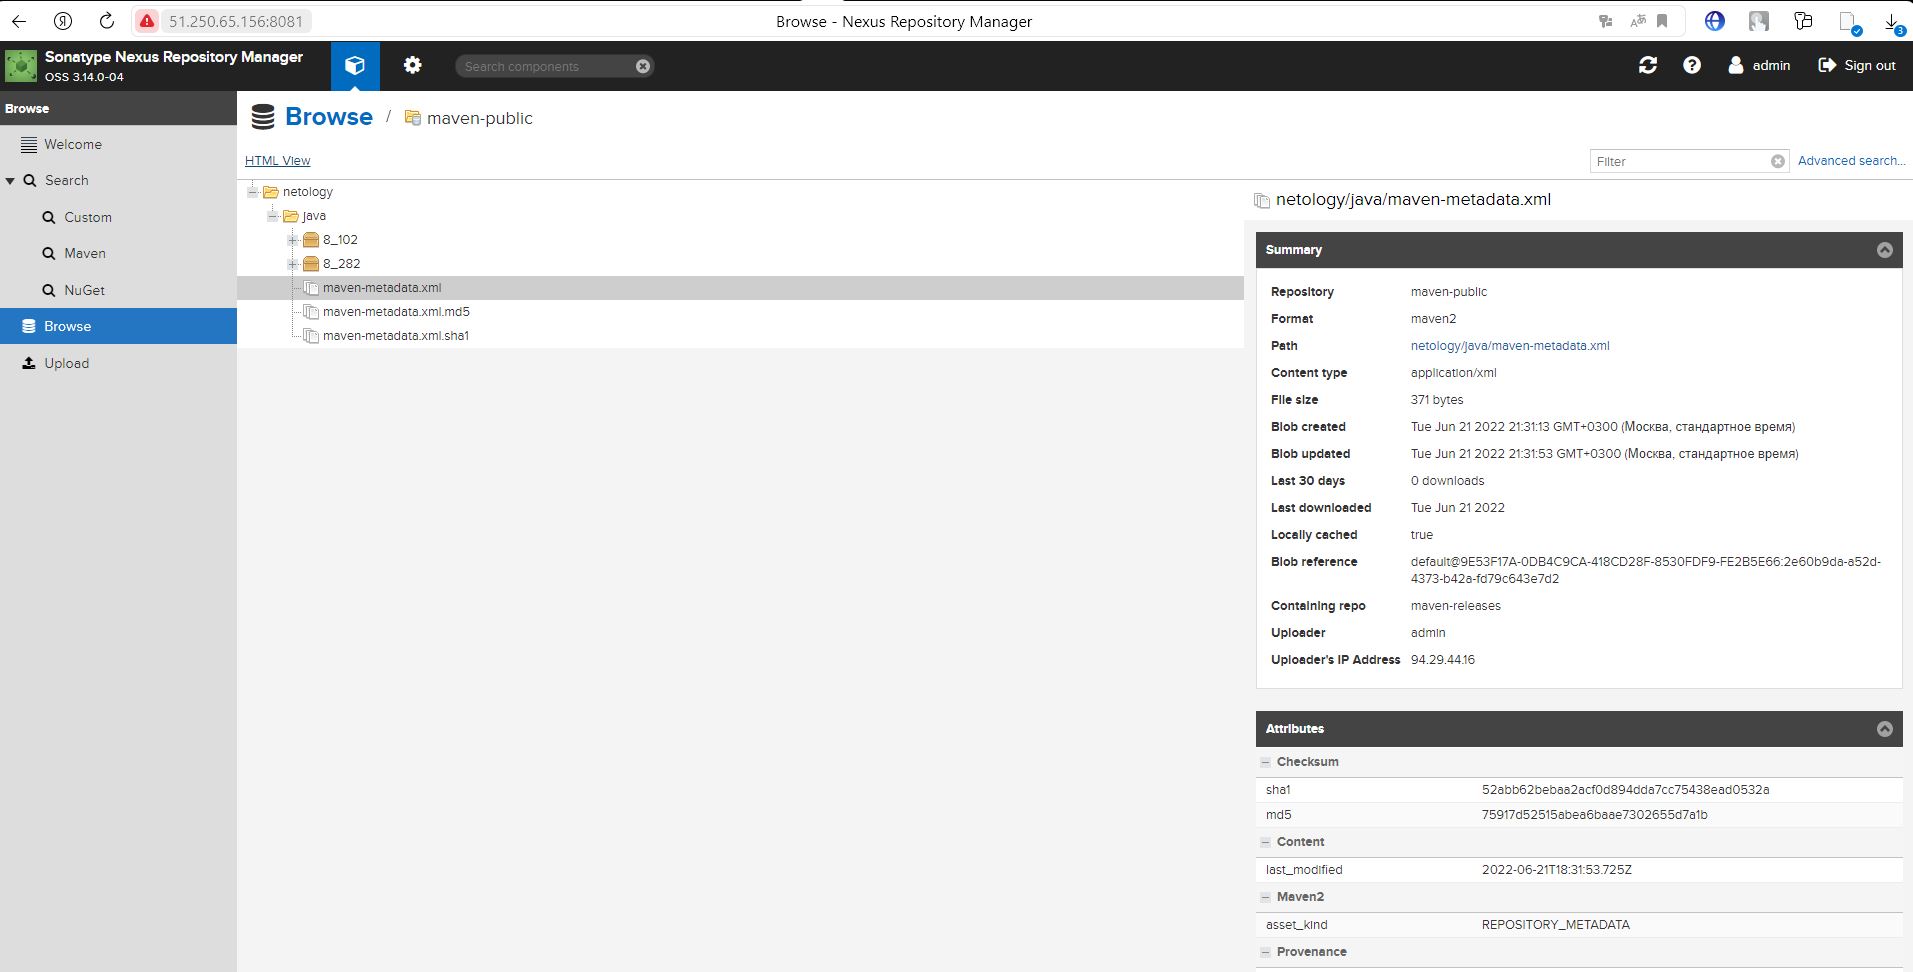 51.250.65.156:8081
Browse - Nexus Repository Manager
3
Sonatype Nexus Repository Manager
OSS 3.14.0-04
Search components
admin
Sign out
Browse
Welcome
Search
Custom
Maven
NuGet
Browse
Upload
Browse / maven-public
HTML View
Filter
Advanced search...
netology
java
8_102
8_282
maven-metadata.xml
maven-metadata.xml.md5
maven-metadata.xml.sha1
netology/java/maven-metadata.xml
Summary
Repository maven-public
Format maven2
Path netology/java/maven-metadata.xml
Content type application/xml
File size 371 bytes
Blob created Tue Jun 21 2022 21:31:13 GMT+0300 (Москва, стандартное время)
Blob updated Tue Jun 21 2022 21:31:53 GMT+0300 (Москва, стандартное время)
Last 30 days 0 downloads
Last downloaded Tue Jun 21 2022
Locally cached true
Blob reference default@9E53F17A-0DB4C9CA-418CD28F-8530FDF9-FE2B5E66:2e60b9da-a52d-
4373-b42a-fd79c643e7d2
Containing repo maven-releases
Uploader admin
Uploader's IP Address 94.29.44.16
Attributes
Checksum
sha1 52abb62bebaa2acf0d894dda7cc75438ead0532a
md5 75917d52515abea6baae7302655d7a1b
Content
last_modified 2022-06-21T18:31:53.725Z
Maven2
asset_kind REPOSITORY_METADATA
Provenance